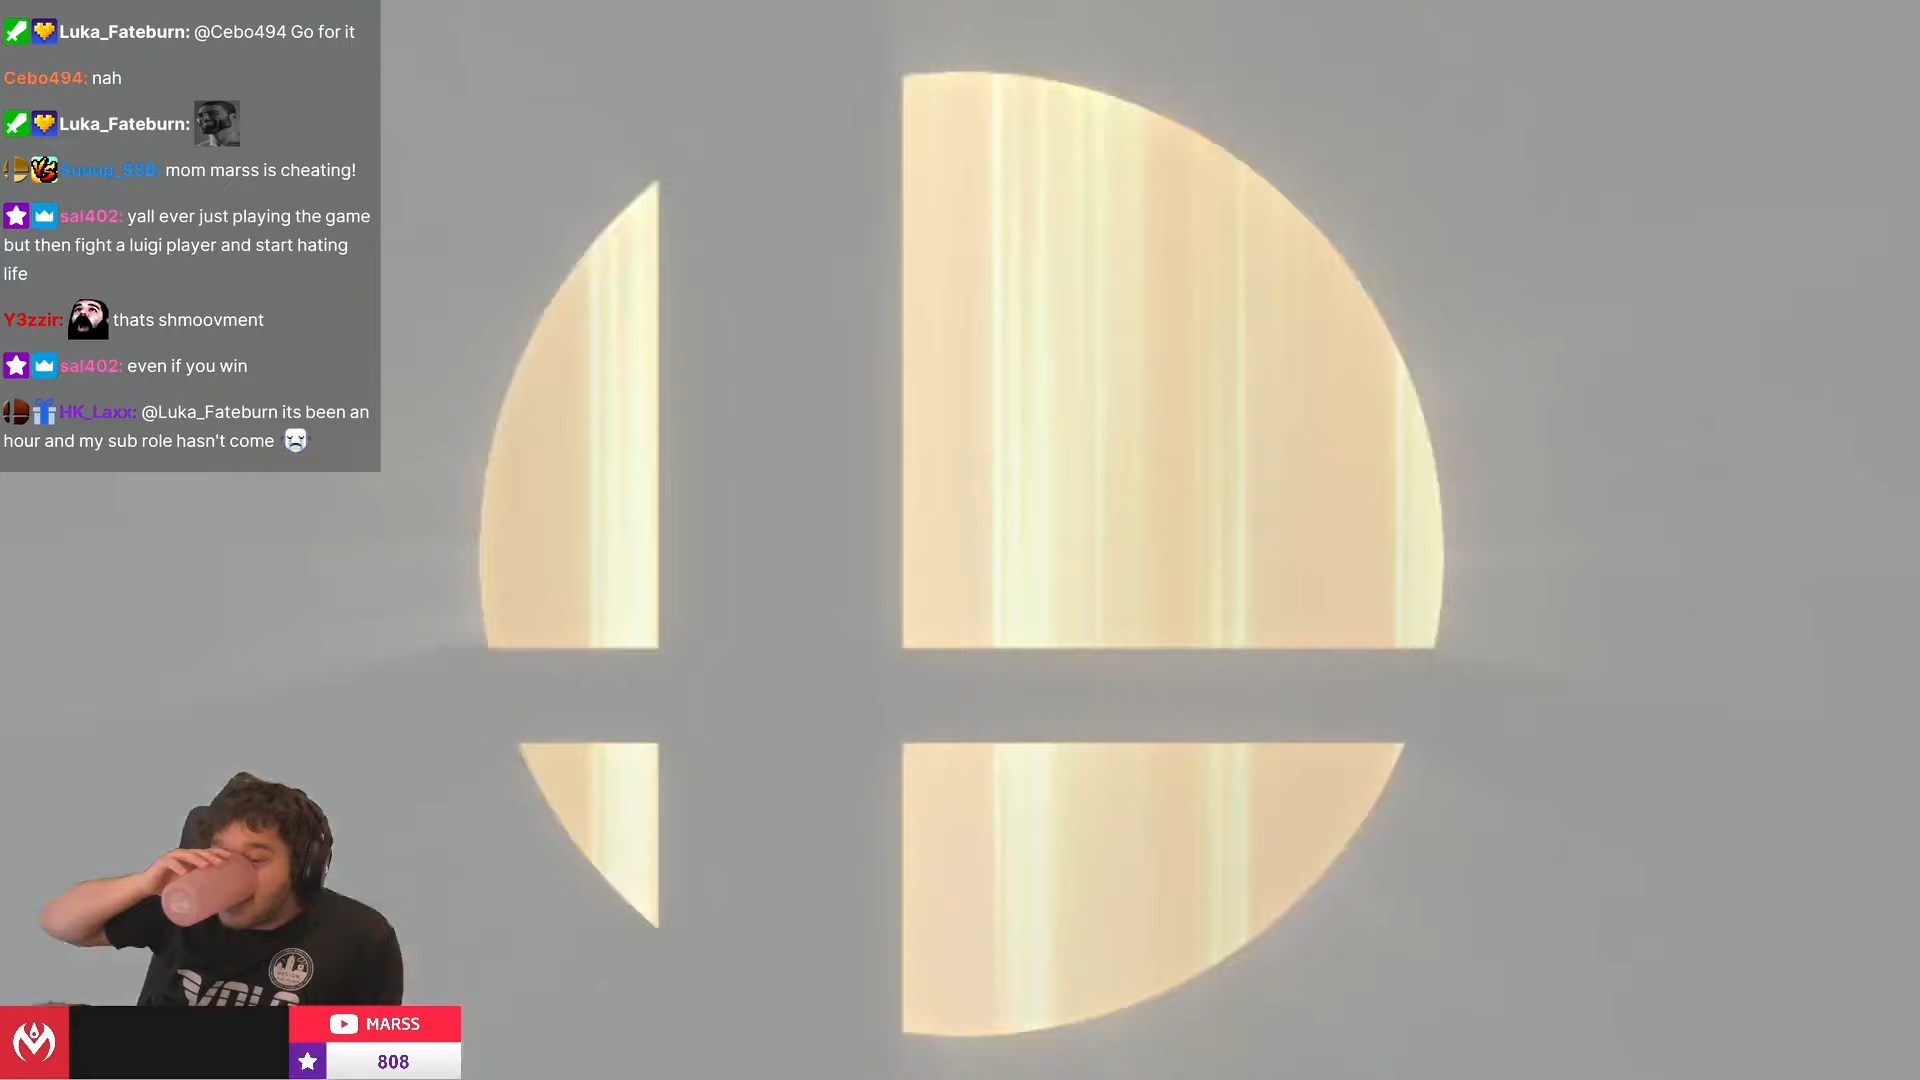 Luka_Fateburn: @Cebo494 Go for it
Cebo494: nah
Luka_Fateburn:
Suuup_SSB: mom marss is cheating!
sal402: yall ever just playing the game
but then fight a luigi player and start hating
life
Y3zzir: thats shmoovment
sal402: even if you win
HK_Laxx: @Luka_Fateburn its been an
hour and my sub role hasn't come
MARSS
808